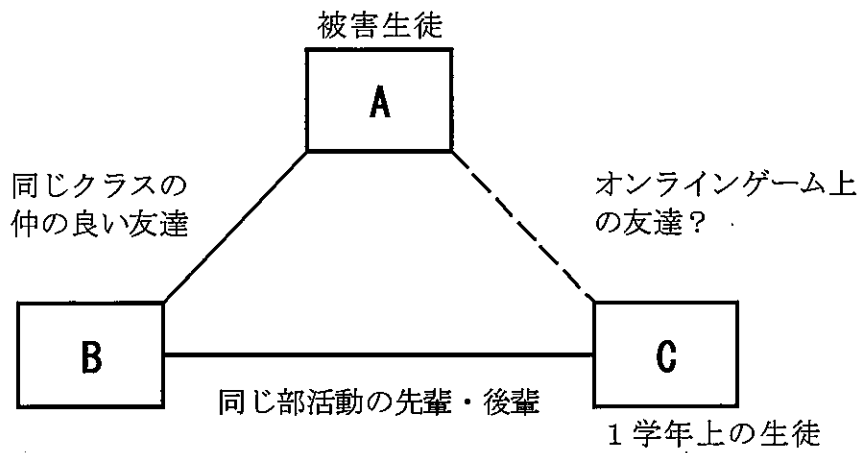 被害生徒
A
同じクラスの
仲の良い友達
オンラインゲーム上
の友達?
B
C
同じ部活動の先輩・後輩
1学年上の生徒